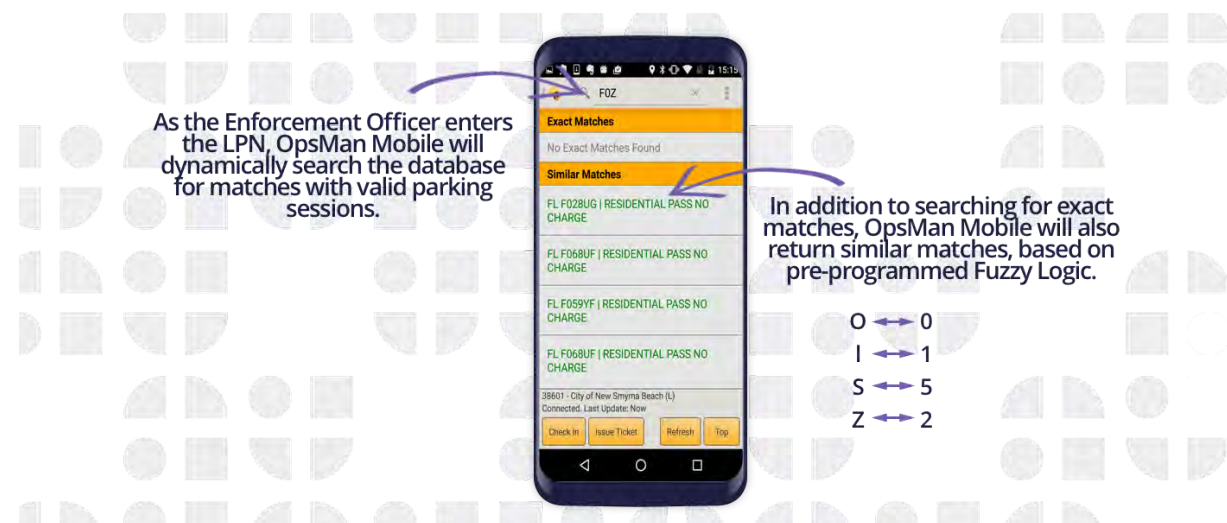 15:15
F0Z
As the Enforcement Officer enters
the LPN, OpsMan Mobile will
dynamically search the database
for matches with valid parking
sessions.
Exact Matches
No Exact Matches Found
Similar Matches
FL F028UG | RESIDENTIAL PASS NO
CHARGE
FL F068UF | RESIDENTIAL PASS NO
CHARGE
FL F059YF | RESIDENTIAL PASS NO
CHARGE
FL F068UF | RESIDENTIAL PASS NO
CHARGE
38601 - City of New Smyrna Beach (L)
Connected. Last Update: Now
Check In Issue Ticket Refresh Top
In addition to searching for exact
matches, OpsMan Mobile will also
return similar matches, based on
pre-programmed Fuzzy Logic.
O ↔ 0
I ↔ 1
S ↔ 5
Z ↔ 2